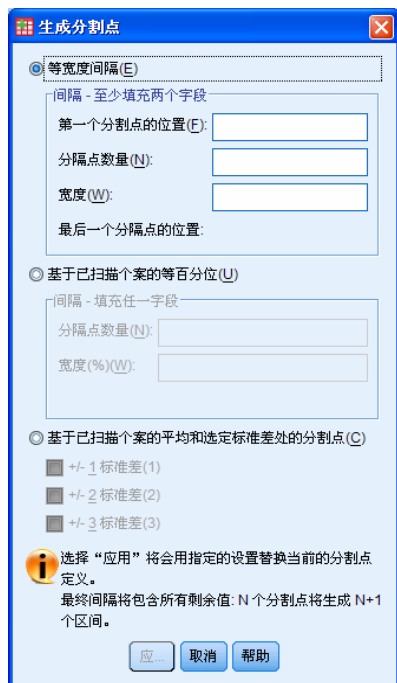 生成分割点
等宽度间隔(E)
间隔 - 至少填充两个字段
第一个分割点的位置(F):
分隔点数量(N):
宽度(W):
最后一个分隔点的位置:
基于已扫描个案的等百分位(U)
间隔 - 填充任一字段
分隔点数量(N):
宽度(%)(W):
基于已扫描个案的平均和选定标准差处的分割点(C)
+/- 1 标准差(1)
+/- 2 标准差(2)
+/- 3 标准差(3)
选择“应用”将会用指定的设置替换当前的分割点
定义。
最终间隔将包含所有剩余值: N 个分割点将生成 N+1
个区间。
应... 取消 帮助